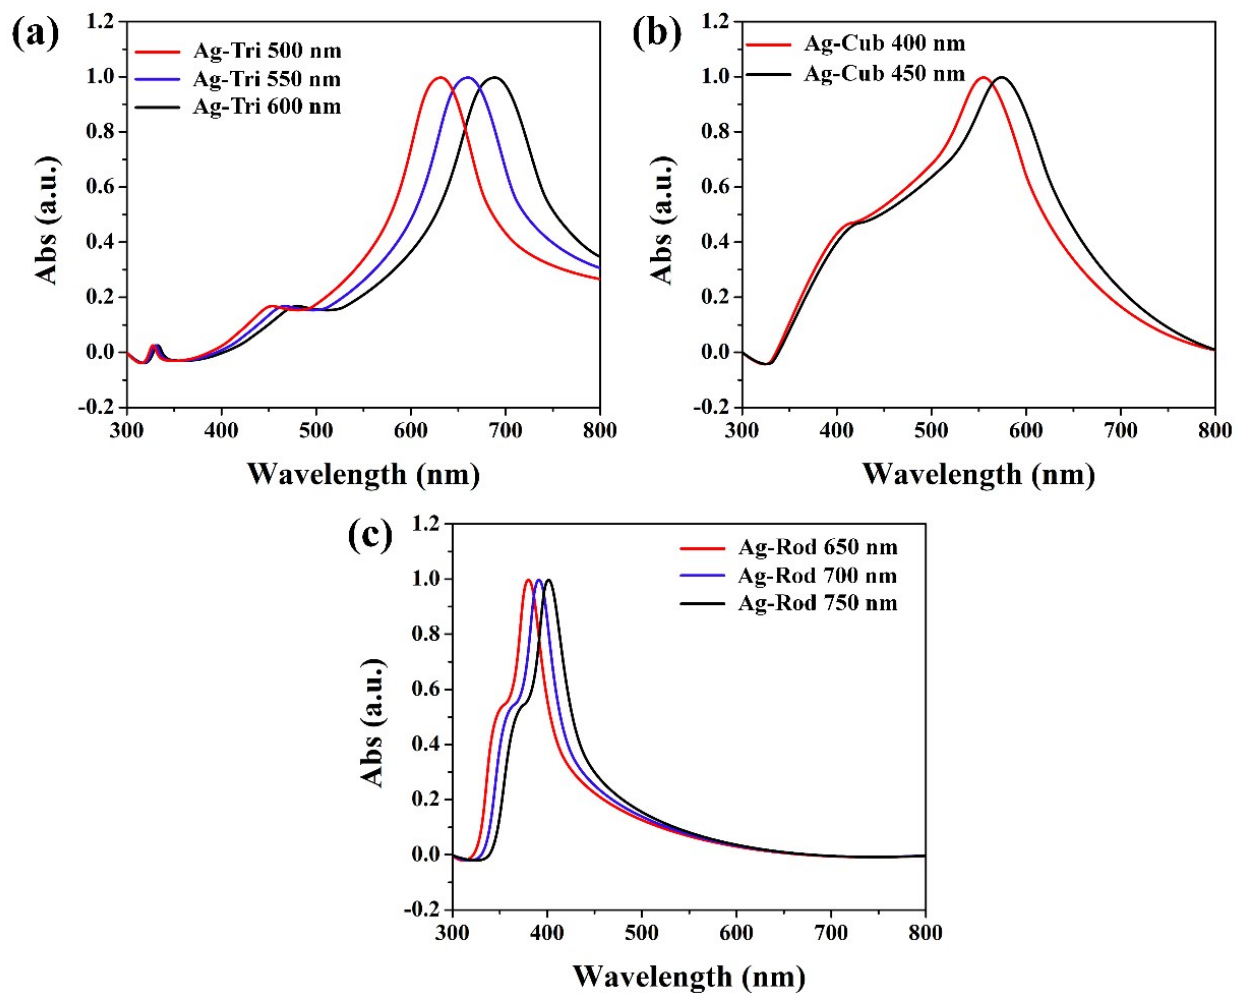 (a)
Ag-Tri 500 nm
Ag-Tri 550 nm
Ag-Tri 600 nm
Abs (a.u.)
1.2
1.0
0.8
0.6
0.4
0.2
0.0
-0.2
300 400 500 600 700 800
Wavelength (nm)
(b)
Ag-Cub 400 nm
Ag-Cub 450 nm
Abs (a.u.)
1.2
1.0
0.8
0.6
0.4
0.2
0.0
-0.2
300 400 500 600 700 800
Wavelength (nm)
(c)
Ag-Rod 650 nm
Ag-Rod 700 nm
Ag-Rod 750 nm
Abs (a.u.)
1.2
1.0
0.8
0.6
0.4
0.2
0.0
-0.2
300 400 500 600 700 800
Wavelength (nm)